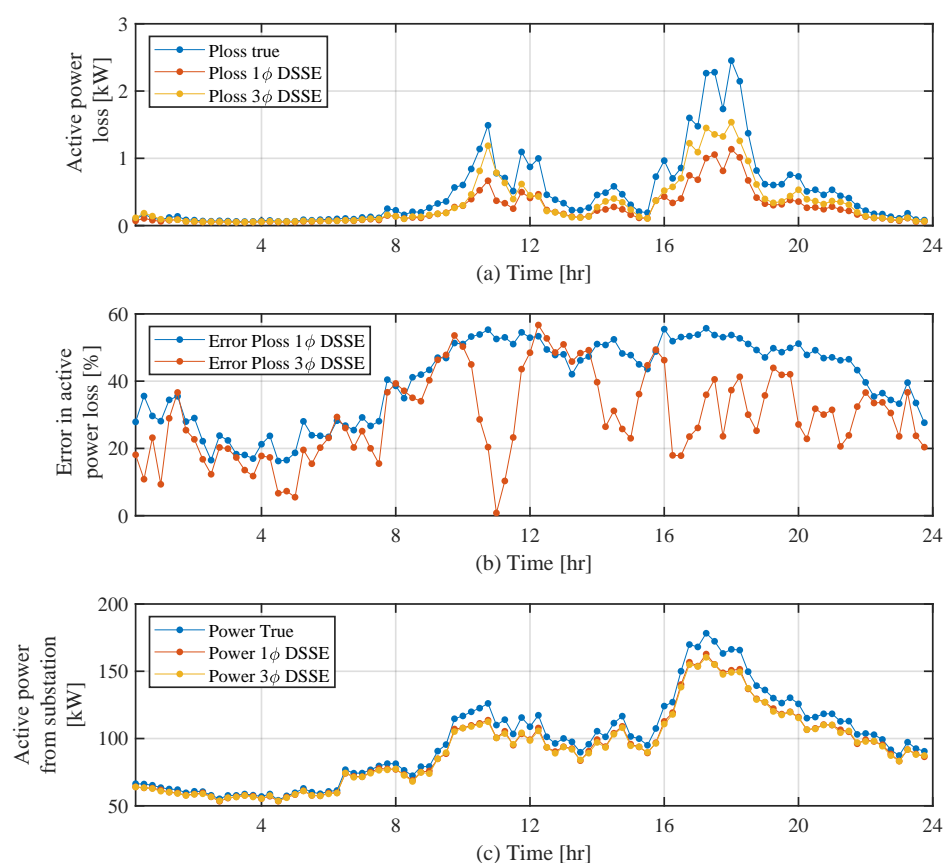 3
2
1
0
Active power
loss [kW]
Ploss true
Ploss 1ϕ DSSE
Ploss 3ϕ DSSE
4 8 12 16 20 24
(a) Time [hr]
60
40
20
0
Error in active
power loss [%]
Error Ploss 1ϕ DSSE
Error Ploss 3ϕ DSSE
4 8 12 16 20 24
(b) Time [hr]
200
150
100
50
Active power
from substation
[kW]
Power True
Power 1ϕ DSSE
Power 3ϕ DSSE
4 8 12 16 20 24
(c) Time [hr]